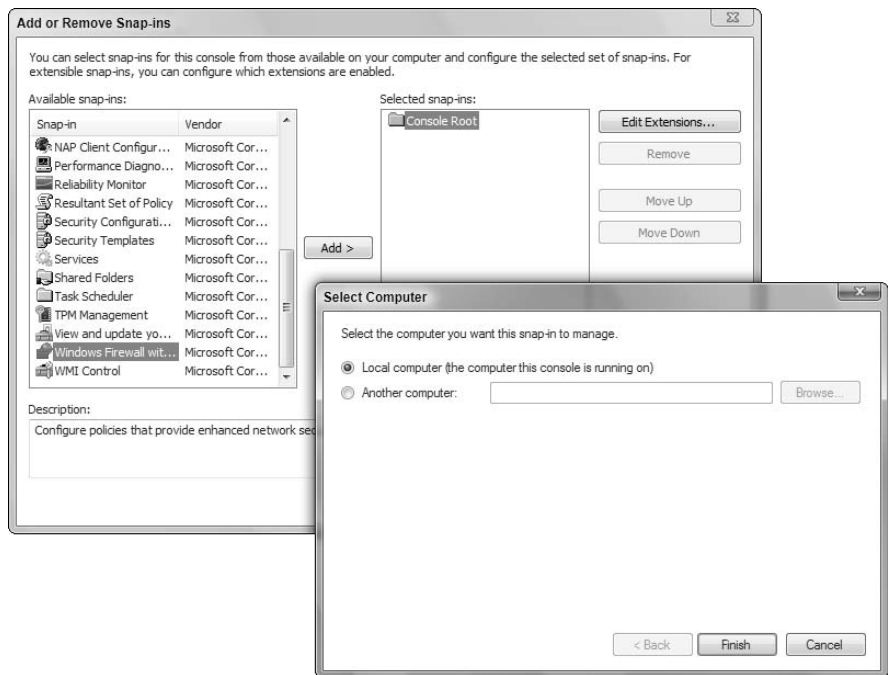 Add or Remove Snap-ins
You can select snap-ins for this console from those available on your computer and configure the selected set of snap-ins. For
extensible snap-ins, you can configure which extensions are enabled.
Available snap-ins:
Snap-in Vendor
NAP Client Configur... Microsoft Cor...
Performance Diagno... Microsoft Cor...
Reliability Monitor Microsoft Cor...
Resultant Set of Policy Microsoft Cor...
Security Configurati... Microsoft Cor...
Security Templates Microsoft Cor...
Services Microsoft Cor...
Shared Folders Microsoft Cor...
Task Scheduler Microsoft Cor...
TPM Management Microsoft Cor...
View and update yo... Microsoft Cor...
Windows Firewall wit... Microsoft Cor...
WMI Control Microsoft Cor...
Add >
Selected snap-ins:
Console Root
Edit Extensions...
Remove
Move Up
Move Down
Description:
Configure policies that provide enhanced network sec
Select Computer
Select the computer you want this snap-in to manage.
Local computer (the computer this console is running on)
Another computer:
Browse...
< Back
Finish
Cancel